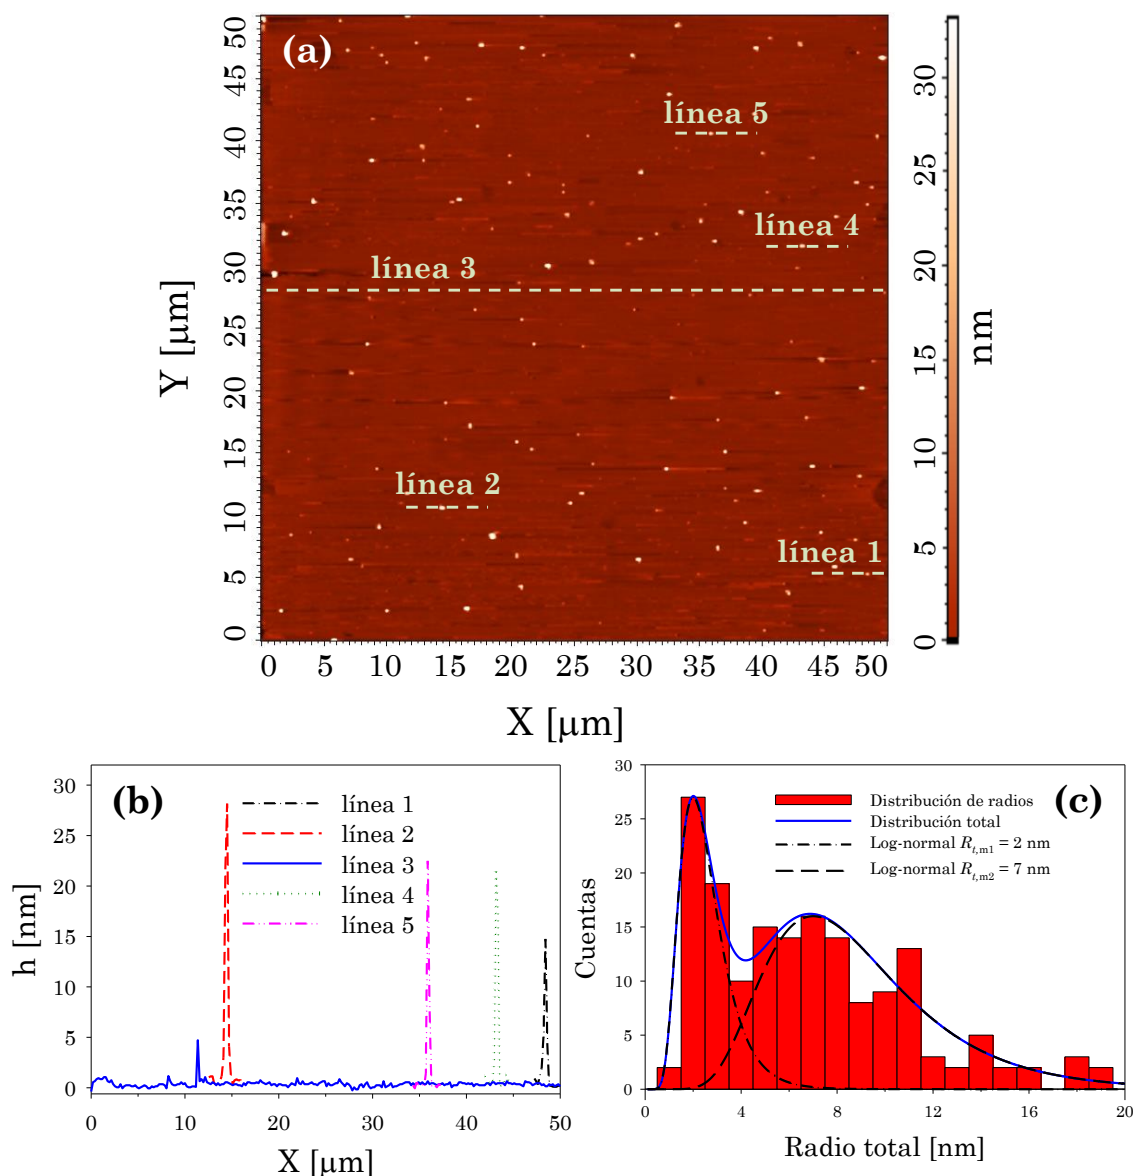 (a)
50
45
40
35
30
25
20
15
10
5
0
Y [μm]
línea 5
línea 4
línea 3
línea 2
línea 1
0 5 10 15 20 25 30 35 40 45 50
X [μm]
30
25
20
15
10
5
0
nm
(b)
30
25
20
15
10
5
0
h [nm]
línea 1
línea 2
línea 3
línea 4
línea 5
0 10 20 30 40 50
X [μm]
(c)
30
25
20
15
10
5
0
Cuentas
Distribución de radios
Distribución total
Log-normal Rt,m1 = 2 nm
Log-normal Rt,m2 = 7 nm
0 4 8 12 16 20
Radio total [nm]